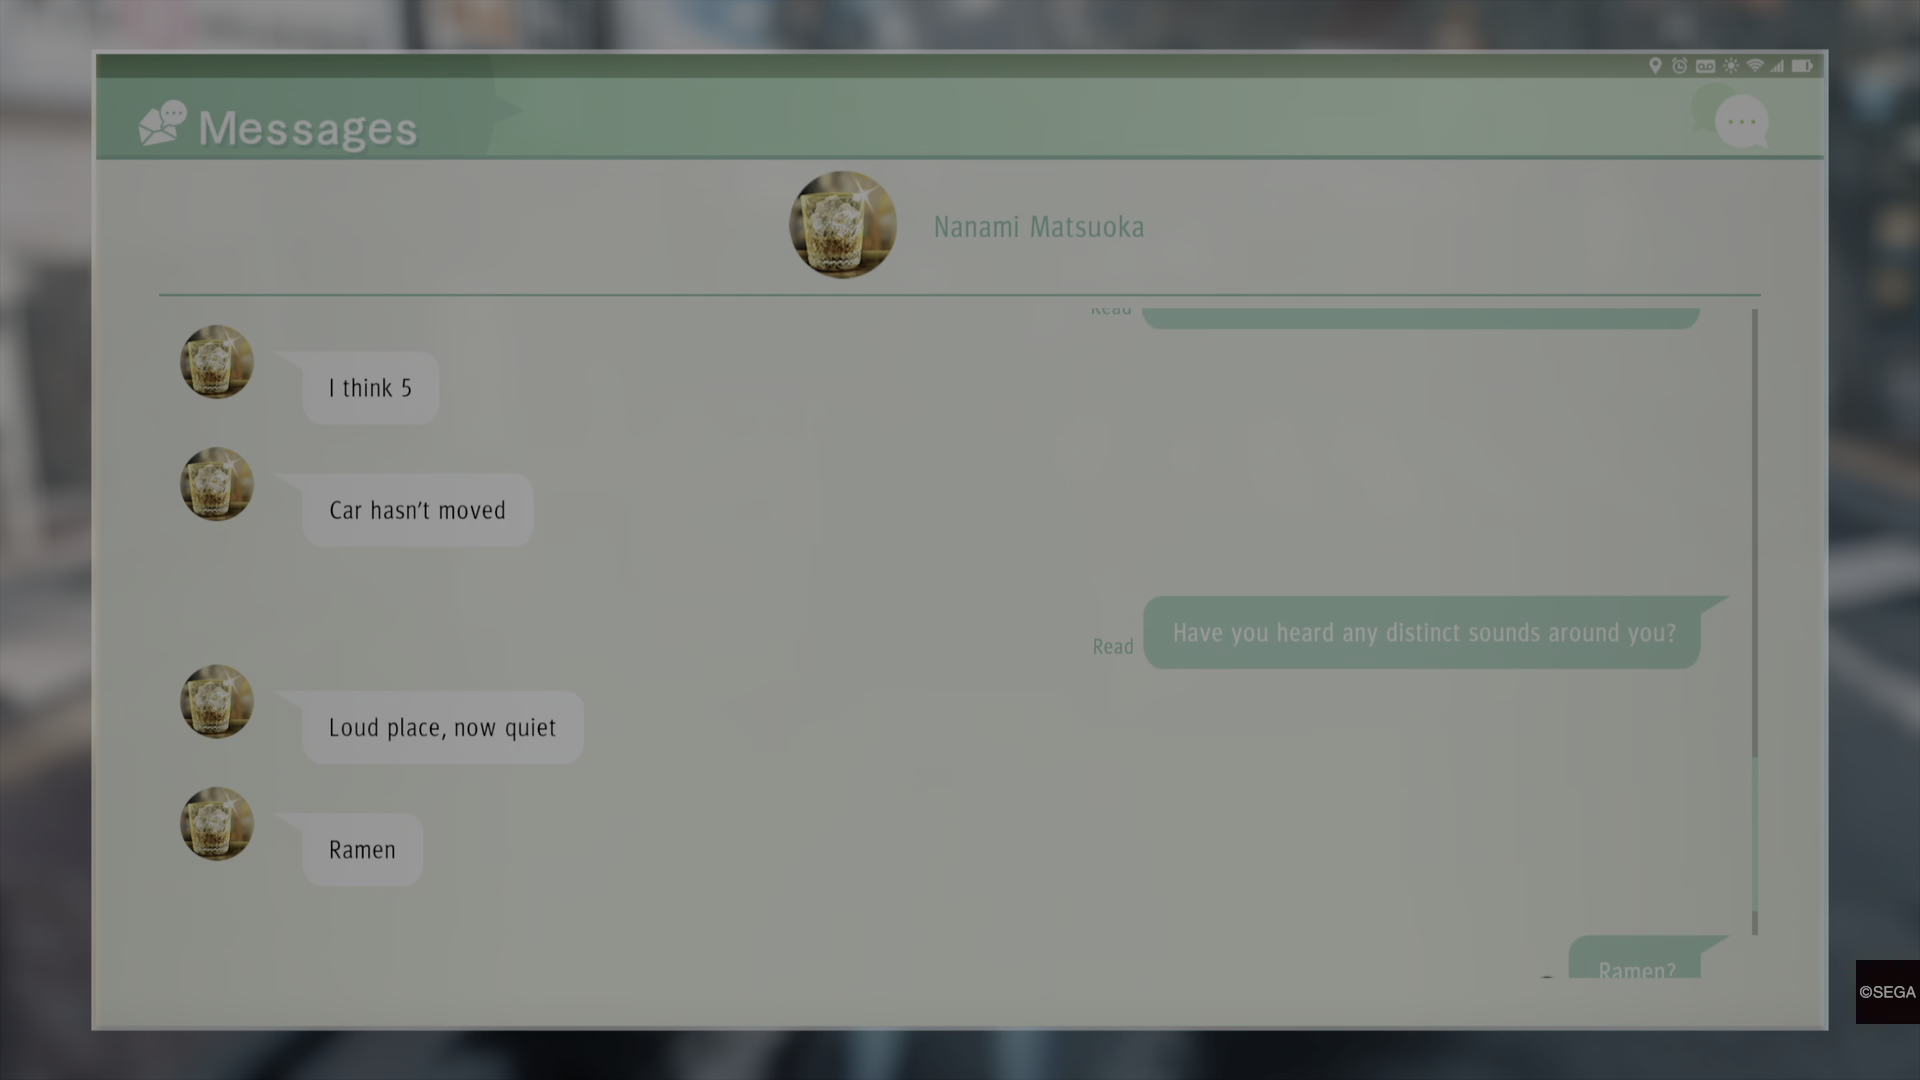 Messages
Nanami Matsuoka
Read
I think 5
Car hasn't moved
Have you heard any distinct sounds around you?
Read
Loud place, now quiet
Ramen
Ramen?
©SEGA